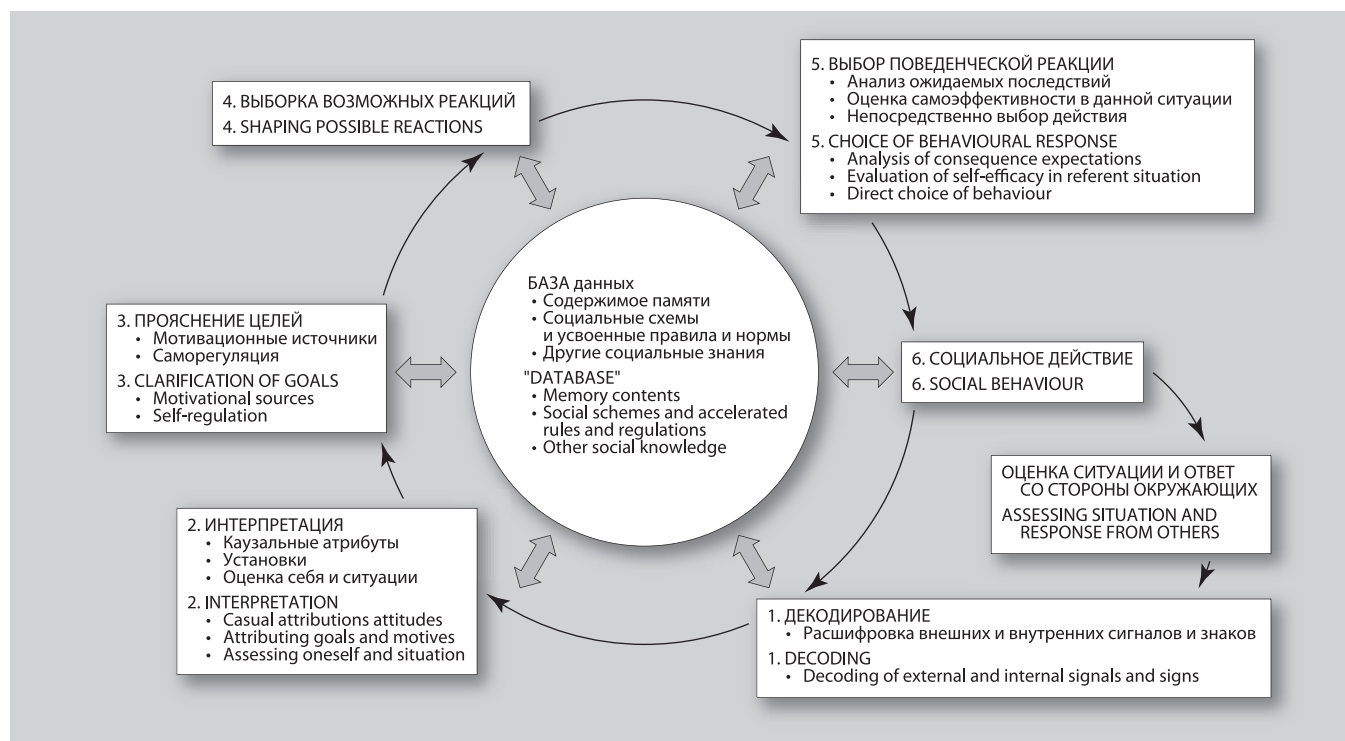 4. ВЫБОРКА ВОЗМОЖНЫХ РЕАКЦИЙ
4. SHAPING POSSIBLE REACTIONS
5. ВЫБОР ПОВЕДЕНЧЕСКОЙ РЕАКЦИИ
• Анализ ожидаемых последствий
• Оценка самоэффективности в данной ситуации
• Непосредственно выбор действия
5. CHOICE OF BEHAVIOURAL RESPONSE
• Analysis of consequence expectations
• Evaluation of self-efficacy in referent situation
• Direct choice of behaviour
БАЗА данных
• Содержимое памяти
• Социальные схемы
и усвоенные правила и нормы
• Другие социальные знания
"DATABASE"
• Memory contents
• Social schemes and accelerated
rules and regulations
• Other social knowledge
3. ПРОЯСНЕНИЕ ЦЕЛЕЙ
• Мотивационные источники
• Саморегуляция
3. CLARIFICATION OF GOALS
• Motivational sources
• Self-regulation
6. СОЦИАЛЬНОЕ ДЕЙСТВИЕ
6. SOCIAL BEHAVIOUR
ОЦЕНКА СИТУАЦИИ И ОТВЕТ
СО СТОРОНЫ ОКРУЖАЮЩИХ
ASSESSING SITUATION AND
RESPONSE FROM OTHERS
2. ИНТЕРПРЕТАЦИЯ
• Каузальные атрибуты
• Установки
• Оценка себя и ситуации
2. INTERPRETATION
• Casual attributions attitudes
• Attributing goals and motives
• Assessing oneself and situation
1. ДЕКОДИРОВАНИЕ
• Расшифровка внешних и внутренних сигналов и знаков
1. DECODING
• Decoding of external and internal signals and signs